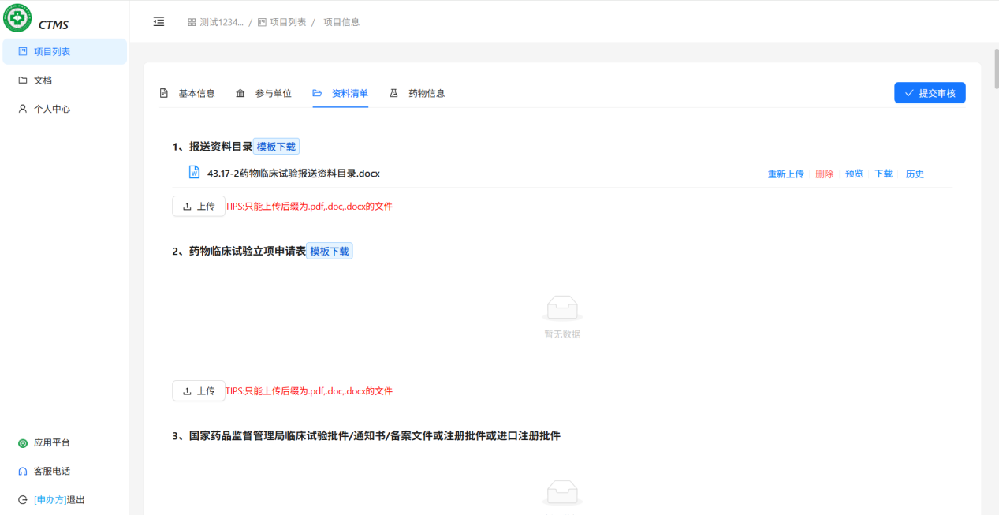 CTMS
测试1234... / 项目列表 / 项目信息
项目列表
文档
个人中心
基本信息 参与单位 资料清单 药物信息 提交审核
1、报送资料目录 模板下载
43.17-2药物临床试验报送资料目录.docx 重新上传 删除 预览 下载 历史
上传 TIPS:只能上传后缀为.pdf,.doc,.docx的文件
2、药物临床试验立项申请表 模板下载
暂无数据
上传 TIPS:只能上传后缀为.pdf,.doc,.docx的文件
3、国家药品监督管理局临床试验批件/通知书/备案文件或注册批件或进口注册批件
应用平台
客服电话
[申办方]退出